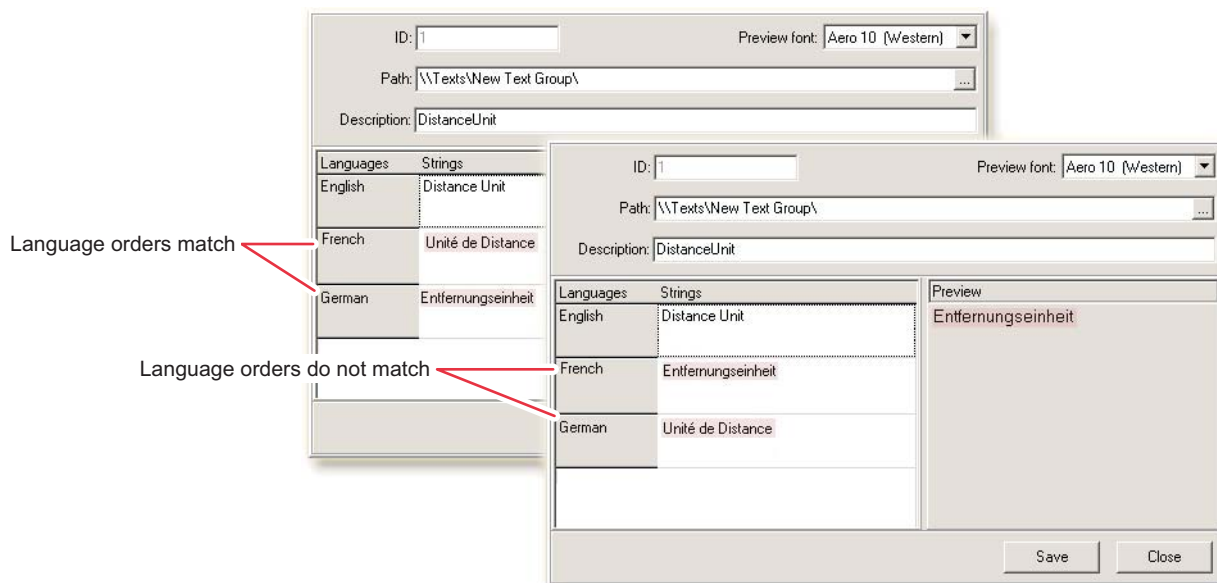 ID: 1
Preview font: Aero 10 (Western)
Path: \\Texts\New Text Group\
...
Description: DistanceUnit
Languages Strings
English Distance Unit
French Unité de Distance
German Entfernungseinheit
Language orders match
ID: 1
Preview font: Aero 10 (Western)
Path: \\Texts\New Text Group\
...
Description: DistanceUnit
Languages Strings Preview
English Distance Unit Entfernungseinheit
French Entfernungseinheit
German Unité de Distance
Language orders do not match
Save Close